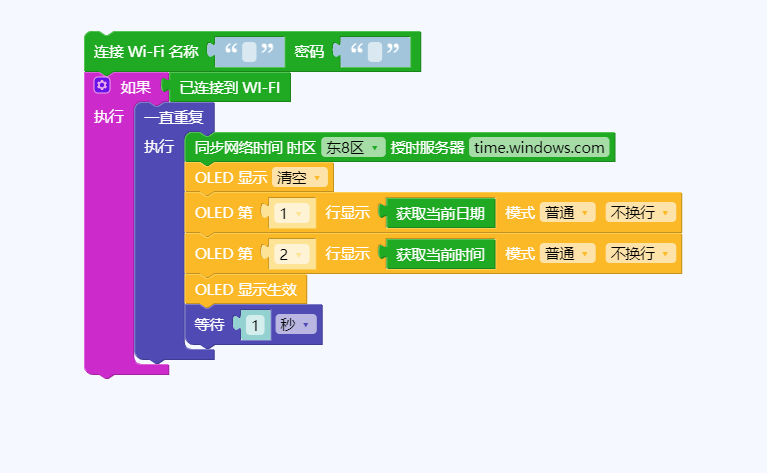 连接 Wi-Fi 名称 “ ” 密码 “ ”
如果 已连接到 WI-FI
执行 一直重复
执行 同步网络时间 时区 东8区 授时服务器 time.windows.com
OLED 显示 清空
OLED 第 1 行显示 获取当前日期 模式 普通 不换行
OLED 第 2 行显示 获取当前时间 模式 普通 不换行
OLED 显示生效
等待 1 秒